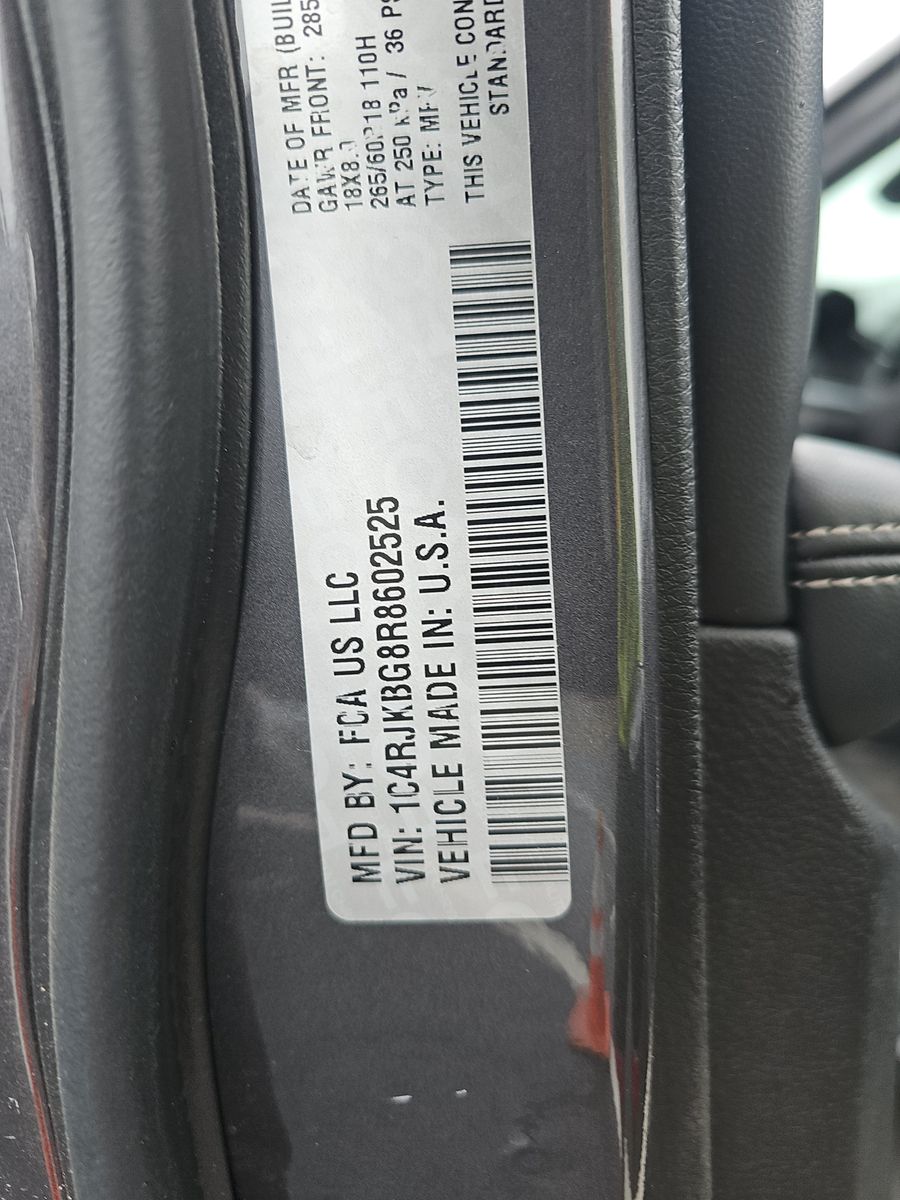 MFD BY: FCA US LLC
VIN: 1C4RJKBG8R8602525
VEHICLE MADE IN: U.S.A.
DATE OF MFR (BUIL
GAWR FRONT: 285
18X8.0
265/60R18 110H
AT 250 kPa / 36 PS
TYPE: MPV
THIS VEHICLE CON
STANDARD